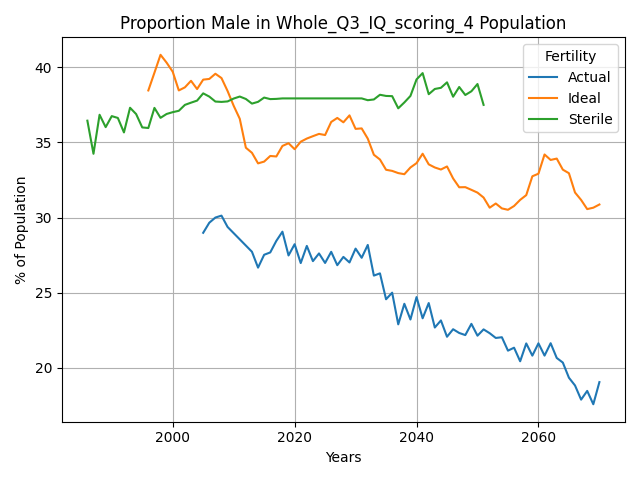 Proportion Male in Whole_Q3_IQ_scoring_4 Population
% of Population
40
35
30
25
20
2000
2020
2040
2060
Years
Fertility
Actual
Ideal
Sterile